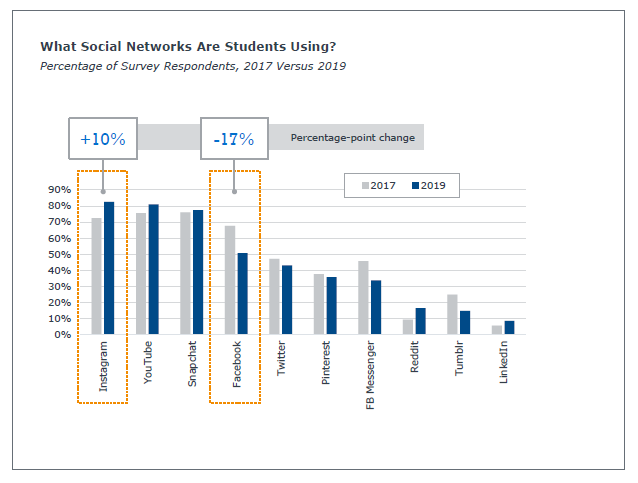 What Social Networks Are Students Using?
Percentage of Survey Respondents, 2017 Versus 2019
+10%
-17%
Percentage-point change
2017
2019
90%
80%
70%
60%
50%
40%
30%
20%
10%
0%
Instagram
YouTube
Snapchat
Facebook
Twitter
Pinterest
FB Messenger
Reddit
Tumblr
LinkedIn